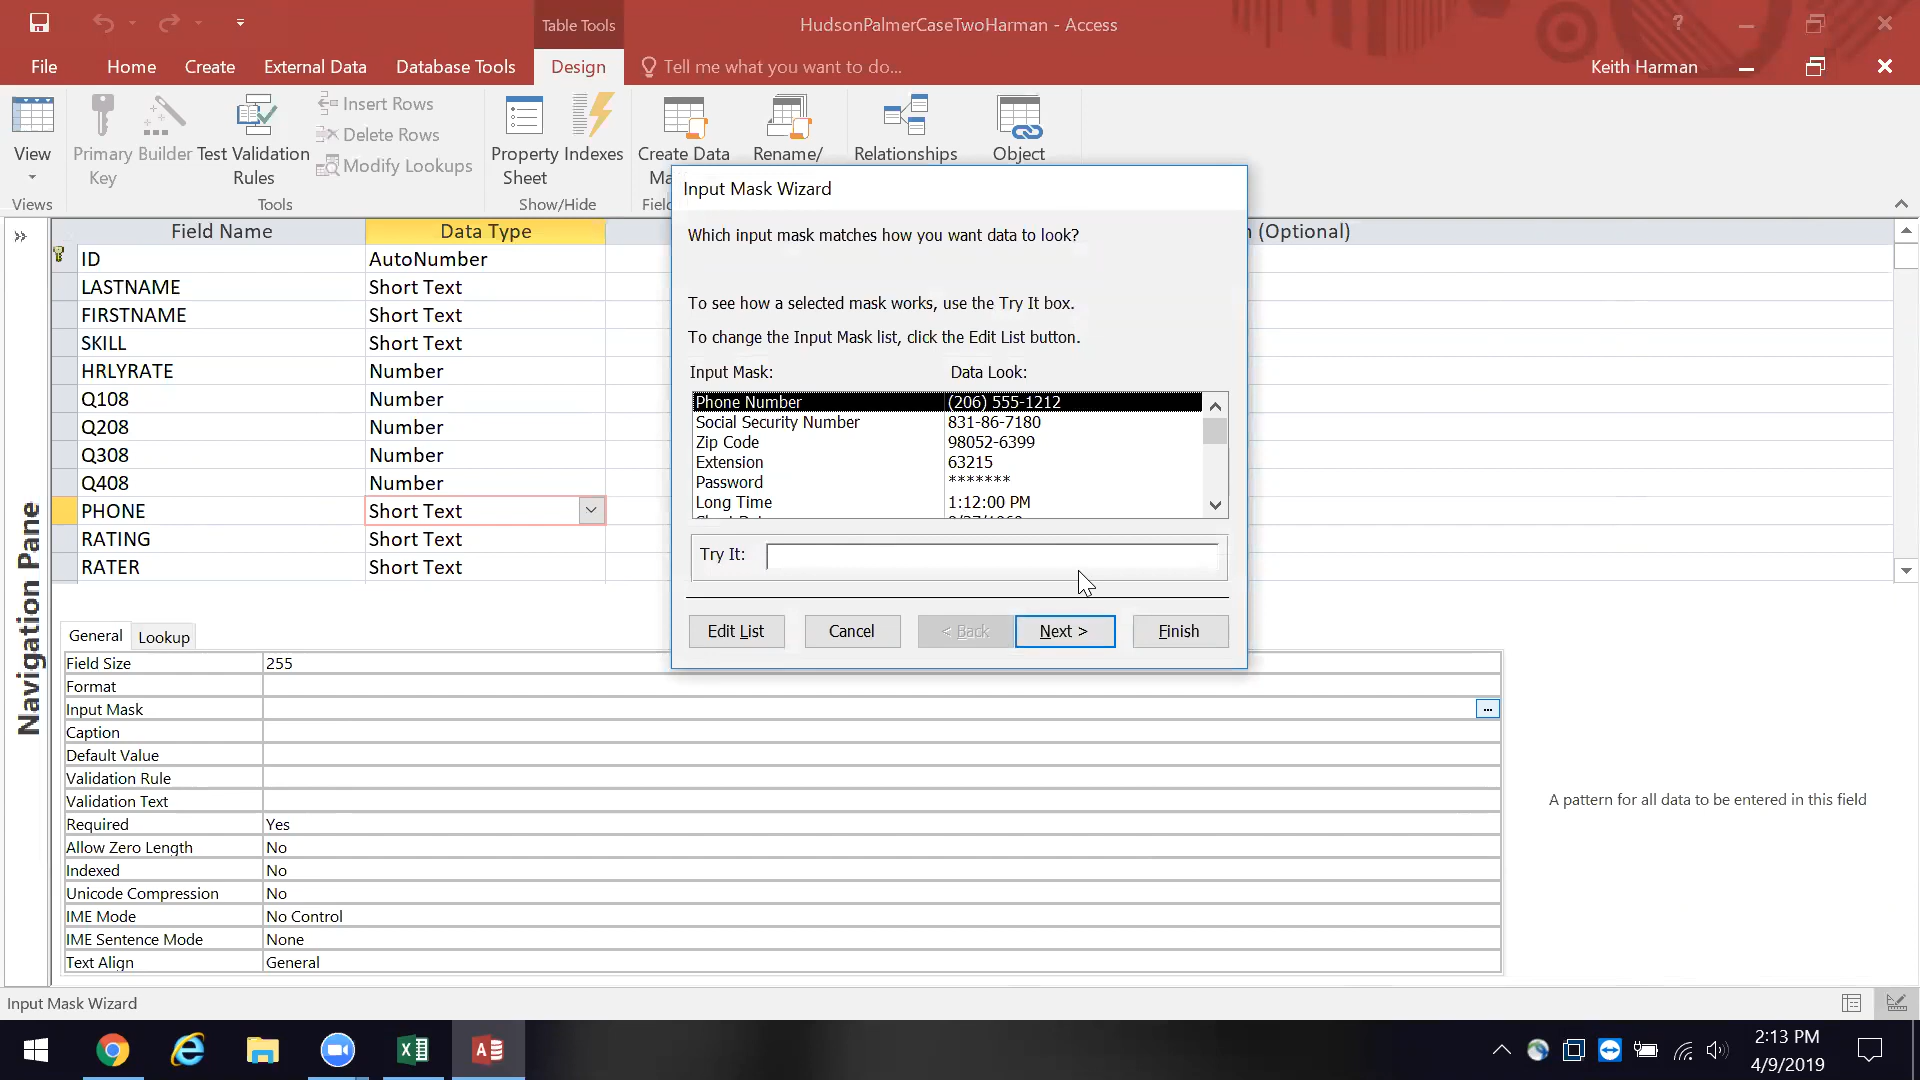 Table Tools
HudsonPalmerCaseTwoHarman - Access
?
File
Home
Create
External Data
Database Tools
Design
Tell me what you want to do...
Keith Harman
View
Primary
Key
Builder
Test Validation
Rules
Insert Rows
Delete Rows
Modify Lookups
Property
Sheet
Indexes
Create Data
Rename/
Relationships
Object
Views
Tools
Show/Hide
Input Mask Wizard
Which input mask matches how you want data to look?
To see how a selected mask works, use the Try It box.
To change the Input Mask list, click the Edit List button.
Input Mask:
Data Look:
Phone Number
(206) 555-1212
Social Security Number
831-86-7180
Zip Code
98052-6399
Extension
63215
Password
*******
Long Time
1:12:00 PM
Try It:
Edit List
Cancel
< Back
Next >
Finish
Field Name
Data Type
(Optional)
ID
AutoNumber
LASTNAME
Short Text
FIRSTNAME
Short Text
SKILL
Short Text
HRLYRATE
Number
Q108
Number
Q208
Number
Q308
Number
Q408
Number
PHONE
Short Text
RATING
Short Text
RATER
Short Text
Navigation Pane
General
Lookup
Field Size
255
Format
Input Mask
...
Caption
Default Value
Validation Rule
Validation Text
Required
Yes
Allow Zero Length
No
Indexed
No
Unicode Compression
No
IME Mode
No Control
IME Sentence Mode
None
Text Align
General
A pattern for all data to be entered in this field
Input Mask Wizard
2:13 PM
4/9/2019